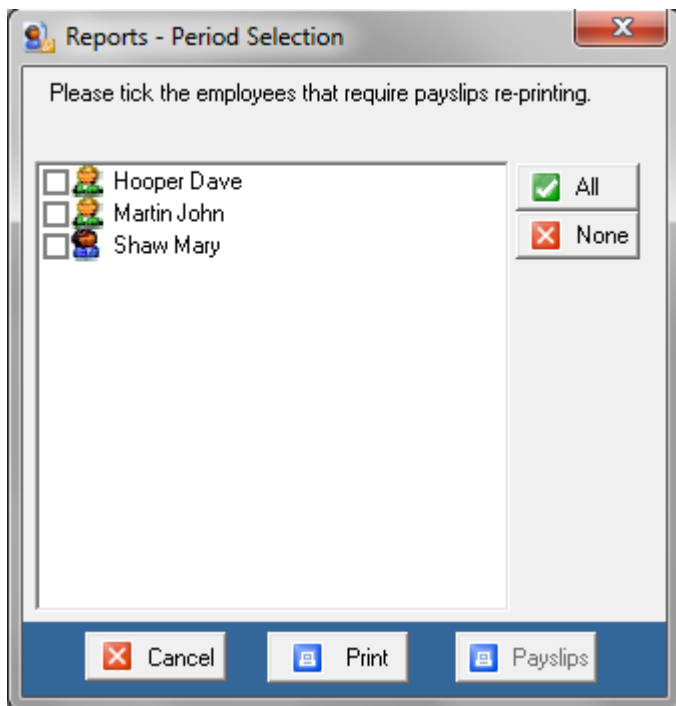 Reports - Period Selection
Please tick the employees that require payslips re-printing.
Hooper Dave
Martin John
Shaw Mary
All
None
Cancel
Print
Payslips